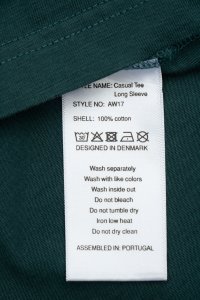 STYLE NAME: Casual Tee
Long Sleeve
STYLE NO: AW17
SHELL: 100% cotton
DESIGNED IN DENMARK
Wash separately
Wash with like colors
Wash inside out
Do not bleach
Do not tumble dry
Iron low heat
Do not dry clean
ASSEMBLED IN: PORTUGAL